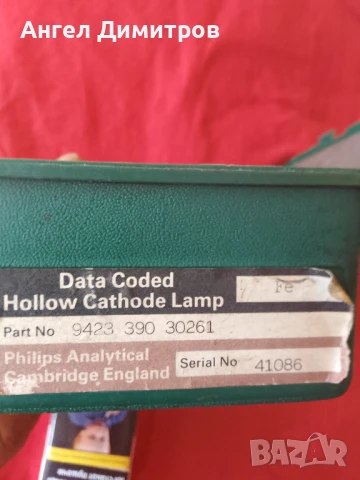 Ангел Димитров
Data Coded
Hollow Cathode Lamp
Fe
Part No 9423 390 30261
Philips Analytical
Cambridge England
Serial No 41086
BAZAR